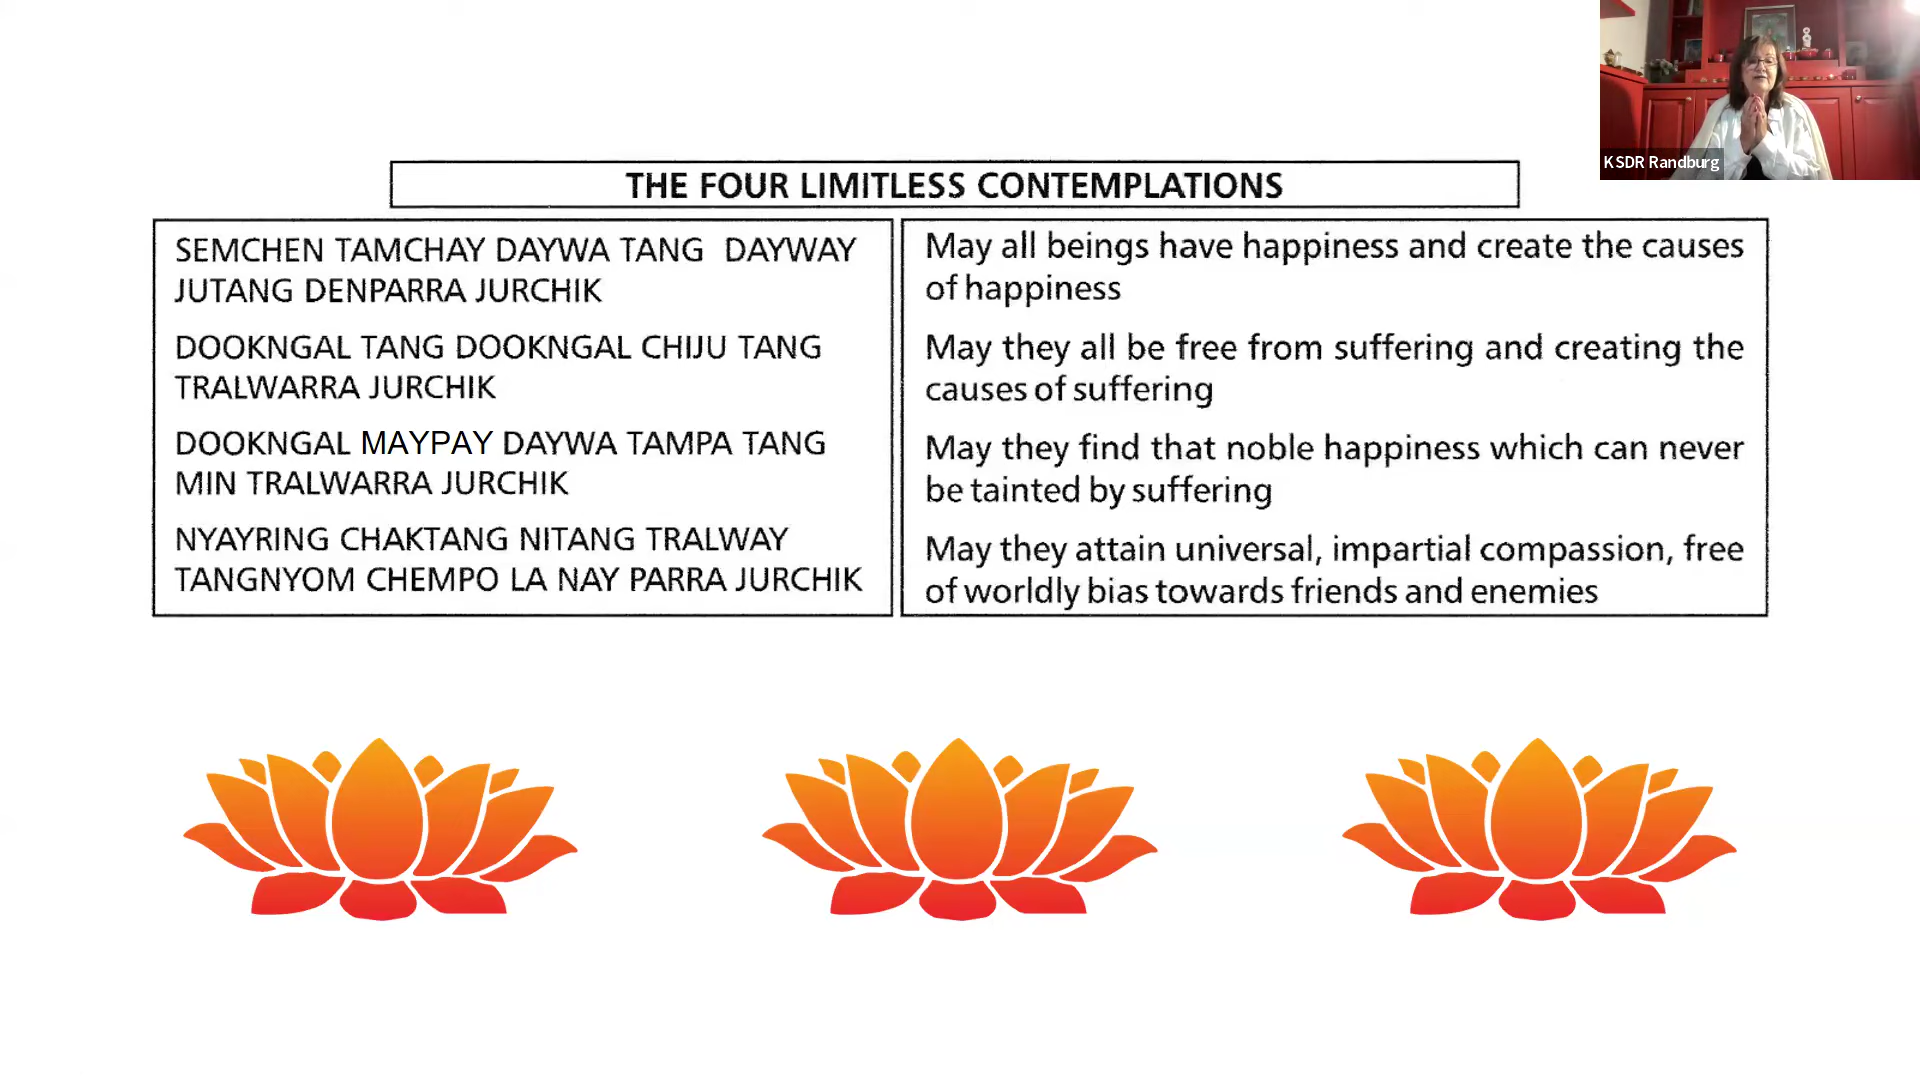 KSDR Randburg
THE FOUR LIMITLESS CONTEMPLATIONS
SEMCHEN TAMCHAY DAYWA TANG DAYWAY
JUTANG DENPARRA JURCHIK
DOOKNGAL TANG DOOKNGAL CHIJU TANG
TRALWARRA JURCHIK
DOOKNGAL MAYPAY DAYWA TAMPA TANG
MIN TRALWARRA JURCHIK
NYAYRING CHAKTANG NITANG TRALWAY
TANGNYOM CHEMPO LA NAY PARRA JURCHIK
May all beings have happiness and create the causes
of happiness
May they all be free from suffering and creating the
causes of suffering
May they find that noble happiness which can never
be tainted by suffering
May they attain universal, impartial compassion, free
of worldly bias towards friends and enemies